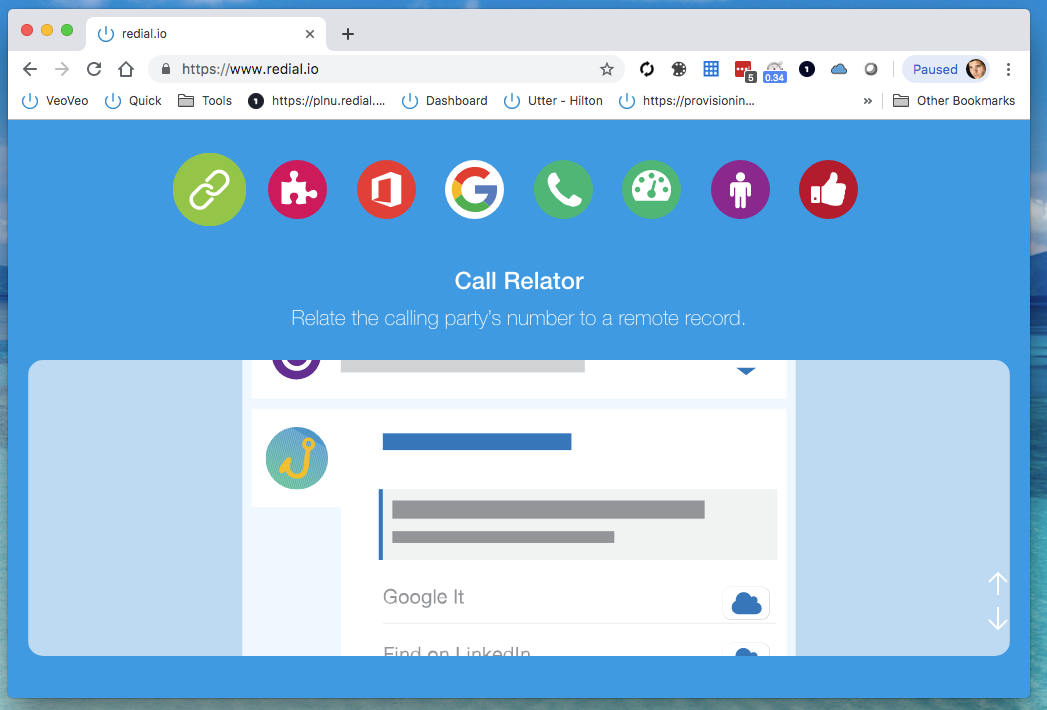 redial.io
https://www.redial.io
5
0.34
1
Paused
VeoVeo
Quick
Tools
1
https://plnu.redial....
Dashboard
Utter - Hilton
https://provisionin...
»
Other Bookmarks
Call Relator
Relate the calling party's number to a remote record.
Google It
Find on LinkedIn